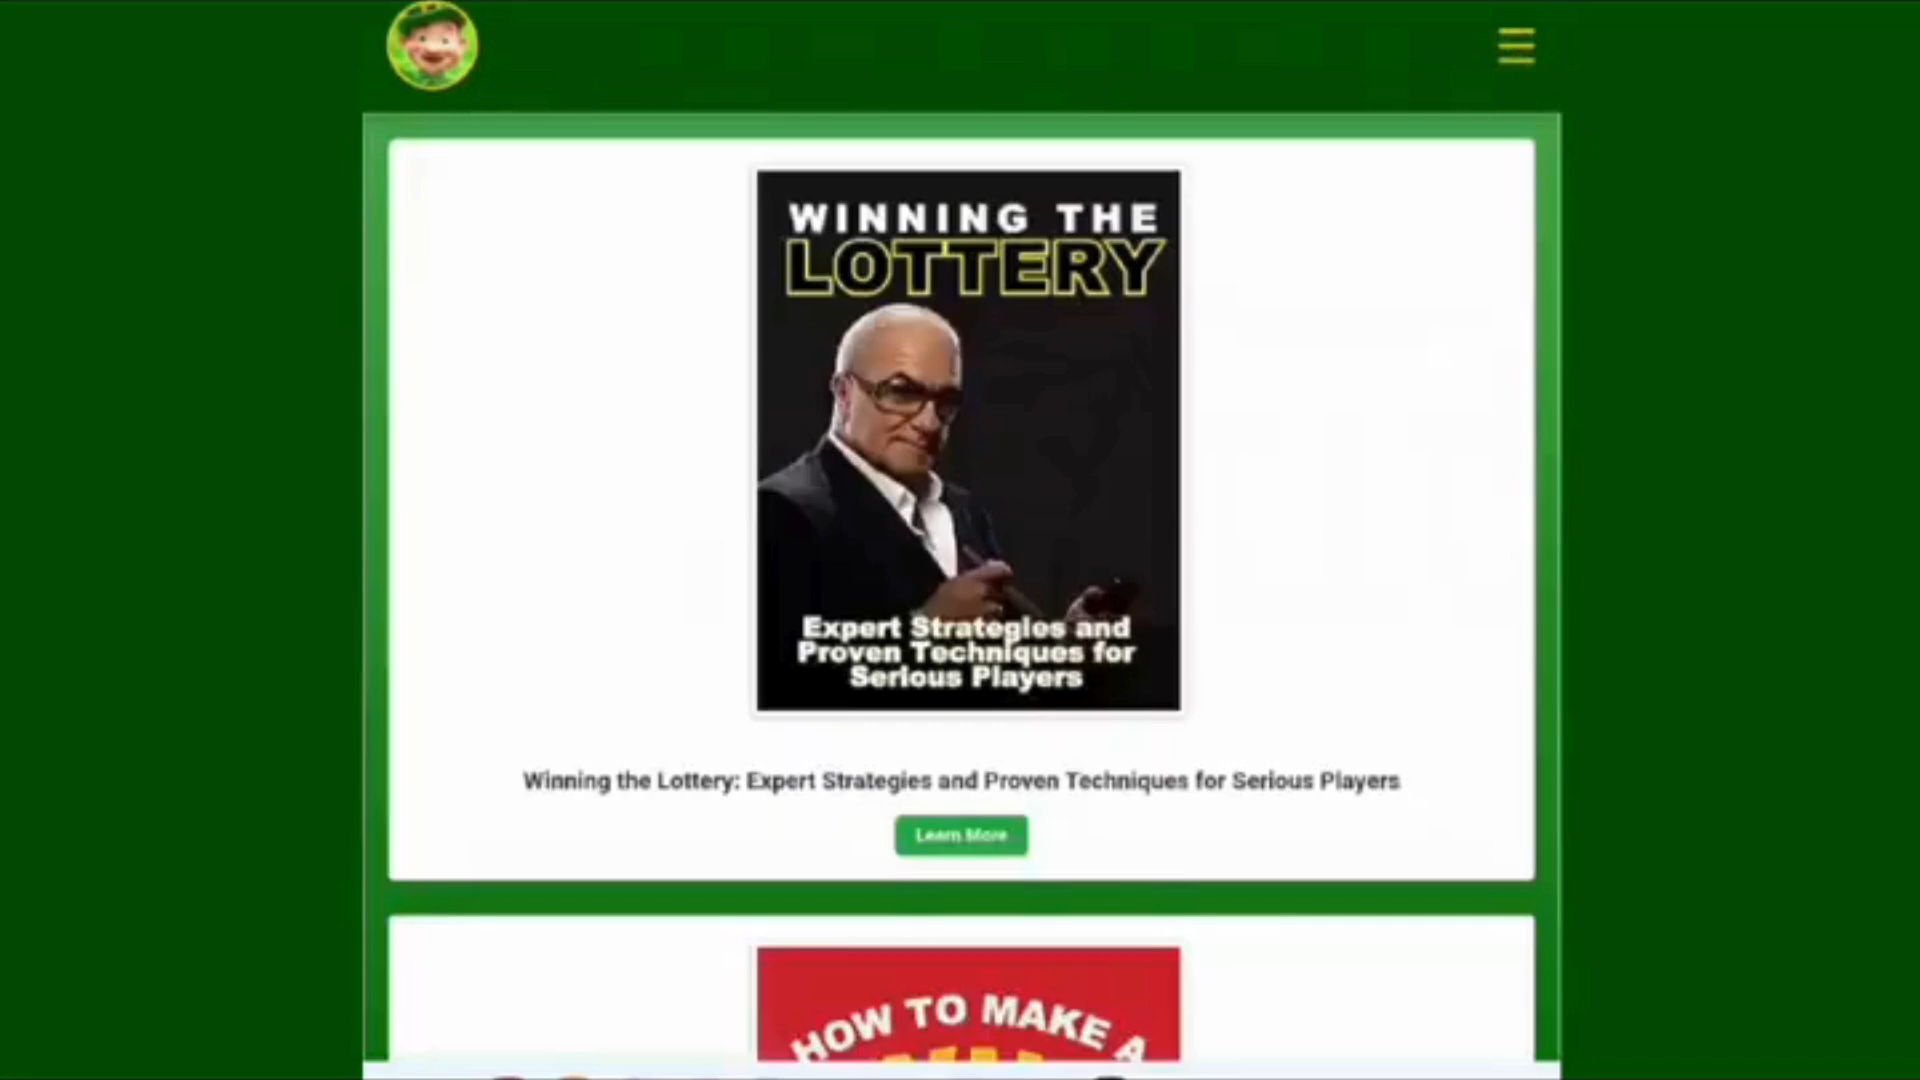 WINNING THE
LOTTERY
Expert Strategies and
Proven Techniques for
Serious Players
Winning the Lottery: Expert Strategies and Proven Techniques for Serious Players
Learn More
HOW TO MAKE A